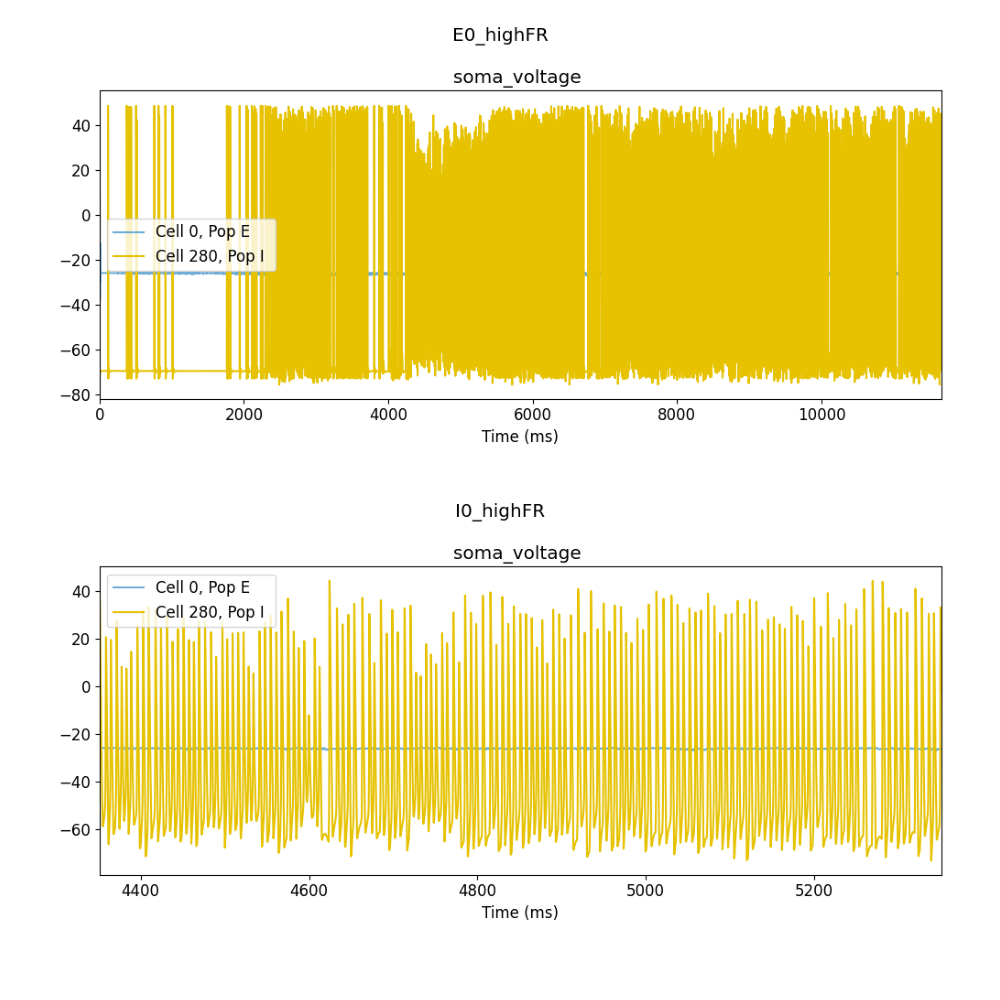 E0_highFR
soma_voltage
40
20
0
−20
−40
−60
−80
Cell 0, Pop E
Cell 280, Pop I
0 2000 4000 6000 8000 10000
Time (ms)
I0_highFR
soma_voltage
40
20
0
−20
−40
−60
Cell 0, Pop E
Cell 280, Pop I
4400 4600 4800 5000 5200
Time (ms)